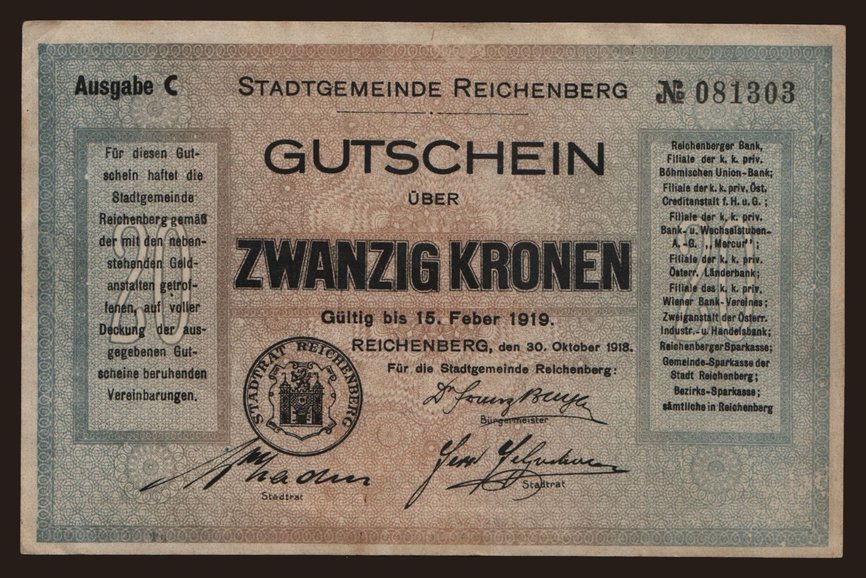 Ausgabe C
STADTGEMEINDE REICHENBERG
№ 081303
GUTSCHEIN
ÜBER
ZWANZIG KRONEN
Gültig bis 15. Feber 1919.
REICHENBERG, den 30. Oktober 1918.
Für die Stadtgemeinde Reichenberg:
Bürgermeister
Stadtrat
Stadtrat
STADTRAT REICHENBERG
Für diesen Gut-
schein haftet die
Stadtgemeinde
Reichenberg gemäß
der mit den neben-
stehenden Geld-
anstalten getrof-
fenen, auf voller
Deckung der aus-
gegebenen Gut-
scheine beruhenden
Vereinbarungen.
20
Reichenberger Bank,
Filiale der k. k. priv.
Böhmischen Union-Bank;
Filiale der k. k. priv. Öst.
Creditanstalt f. H. u. G. ;
Filiale der k. k. priv.
Bank- u. Wechselstuben-
A.-G. „Mercur" ;
Filiale der k. k. priv.
Österr. Länderbank;
Filiale des k. k. priv.
Wiener Bank-Vereines;
Zweiganstalt der Österr.
Industr.- u. Handelsbank;
Reichenberger Sparkasse;
Gemeinde-Sparkasse der
Stadt Reichenberg;
Bezirks-Sparkasse;
sämtliche in Reichenberg